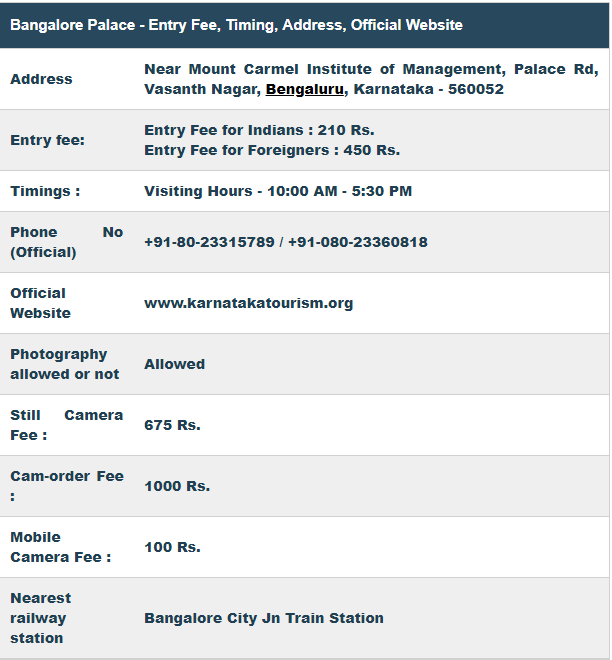 Bangalore Palace - Entry Fee, Timing, Address, Official Website
Address
Near Mount Carmel Institute of Management, Palace Rd,
Vasanth Nagar, Bengaluru, Karnataka - 560052
Entry fee:
Entry Fee for Indians : 210 Rs.
Entry Fee for Foreigners : 450 Rs.
Timings :
Visiting Hours - 10:00 AM - 5:30 PM
Phone No
(Official)
+91-80-23315789 / +91-080-23360818
Official
Website
www.karnatakatourism.org
Photography
allowed or not
Allowed
Still Camera
Fee :
675 Rs.
Cam-order Fee
:
1000 Rs.
Mobile
Camera Fee :
100 Rs.
Nearest
railway
station
Bangalore City Jn Train Station